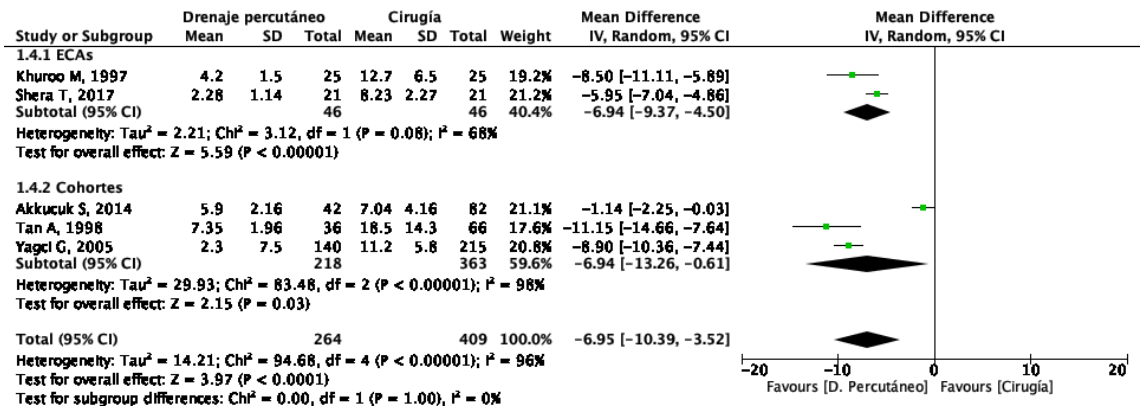 Drenaje percutáneo Cirugía Mean Difference Mean Difference
Study or Subgroup Mean SD Total Mean SD Total Weight IV, Random, 95% CI IV, Random, 95% CI
1.4.1 ECAs
Khuroo M, 1997 4.2 1.5 25 12.7 6.5 25 19.2% −8.50 [−11.11, −5.89]
Shera T, 2017 2.28 1.14 21 8.23 2.27 21 21.2% −5.95 [−7.04, −4.86]
Subtotal (95% CI) 46 46 40.4% −6.94 [−9.37, −4.50]
Heterogeneity: Tau² = 2.21; Chi² = 3.12, df = 1 (P = 0.08); I² = 68%
Test for overall effect: Z = 5.59 (P < 0.00001)
1.4.2 Cohortes
Akkucuk S, 2014 5.9 2.16 42 7.04 4.16 82 21.1% −1.14 [−2.25, −0.03]
Tan A, 1998 7.35 1.96 36 18.5 14.3 66 17.6% −11.15 [−14.66, −7.64]
Yagci G, 2005 2.3 7.5 140 11.2 5.8 215 20.8% −8.90 [−10.36, −7.44]
Subtotal (95% CI) 218 363 59.6% −6.94 [−13.26, −0.61]
Heterogeneity: Tau² = 29.93; Chi² = 83.48, df = 2 (P < 0.00001); I² = 98%
Test for overall effect: Z = 2.15 (P = 0.03)
Total (95% CI) 264 409 100.0% −6.95 [−10.39, −3.52]
Heterogeneity: Tau² = 14.21; Chi² = 94.68, df = 4 (P < 0.00001); I² = 96%
Test for overall effect: Z = 3.97 (P < 0.0001)
Test for subgroup differences: Chi² = 0.00, df = 1 (P = 1.00), I² = 0%
−20 −10 0 10 20
Favours [D. Percutáneo] Favours [Cirugía]